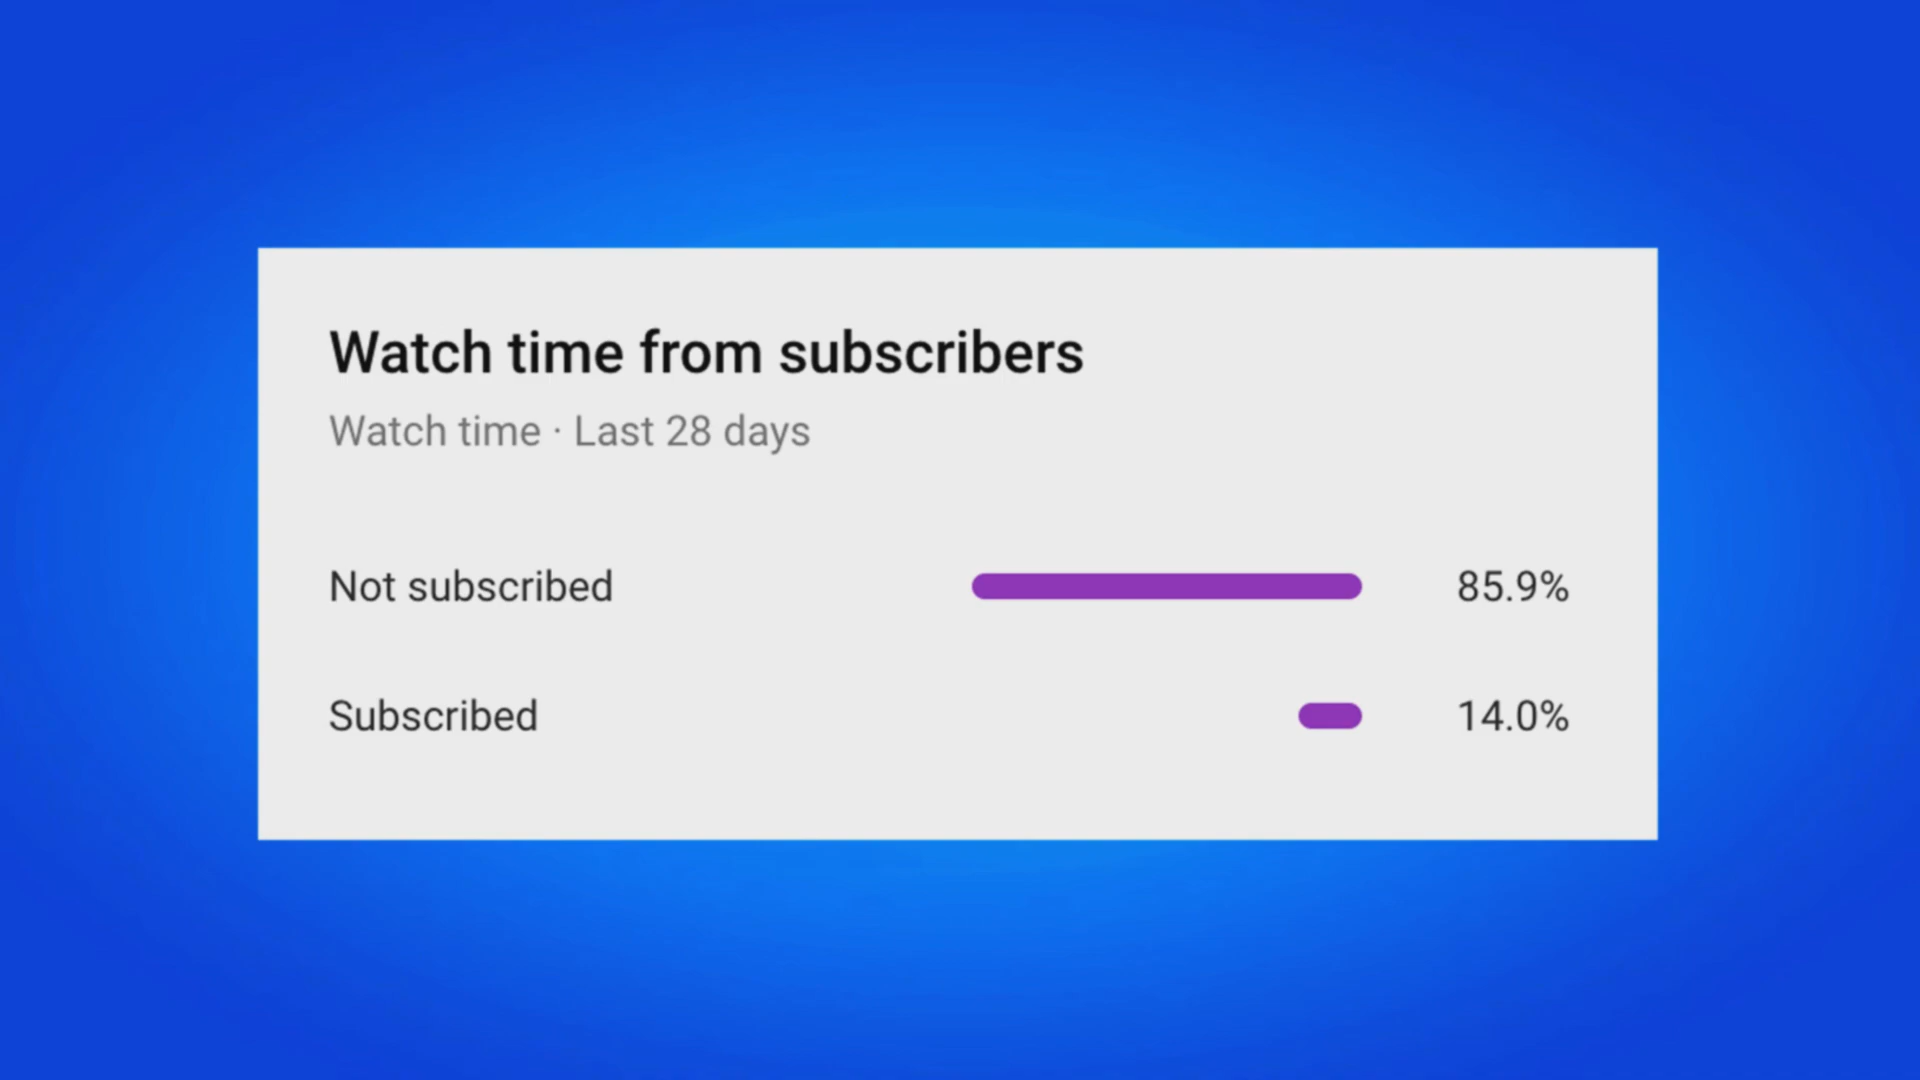 Watch time from subscribers
Watch time · Last 28 days
Not subscribed 85.9%
Subscribed 14.0%